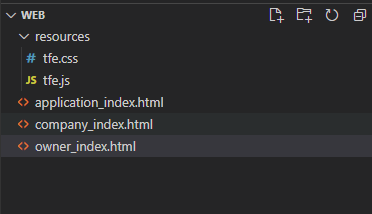 WEB
resources
# tfe.css
JS tfe.js
<> application_index.html
<> company_index.html
<> owner_index.html